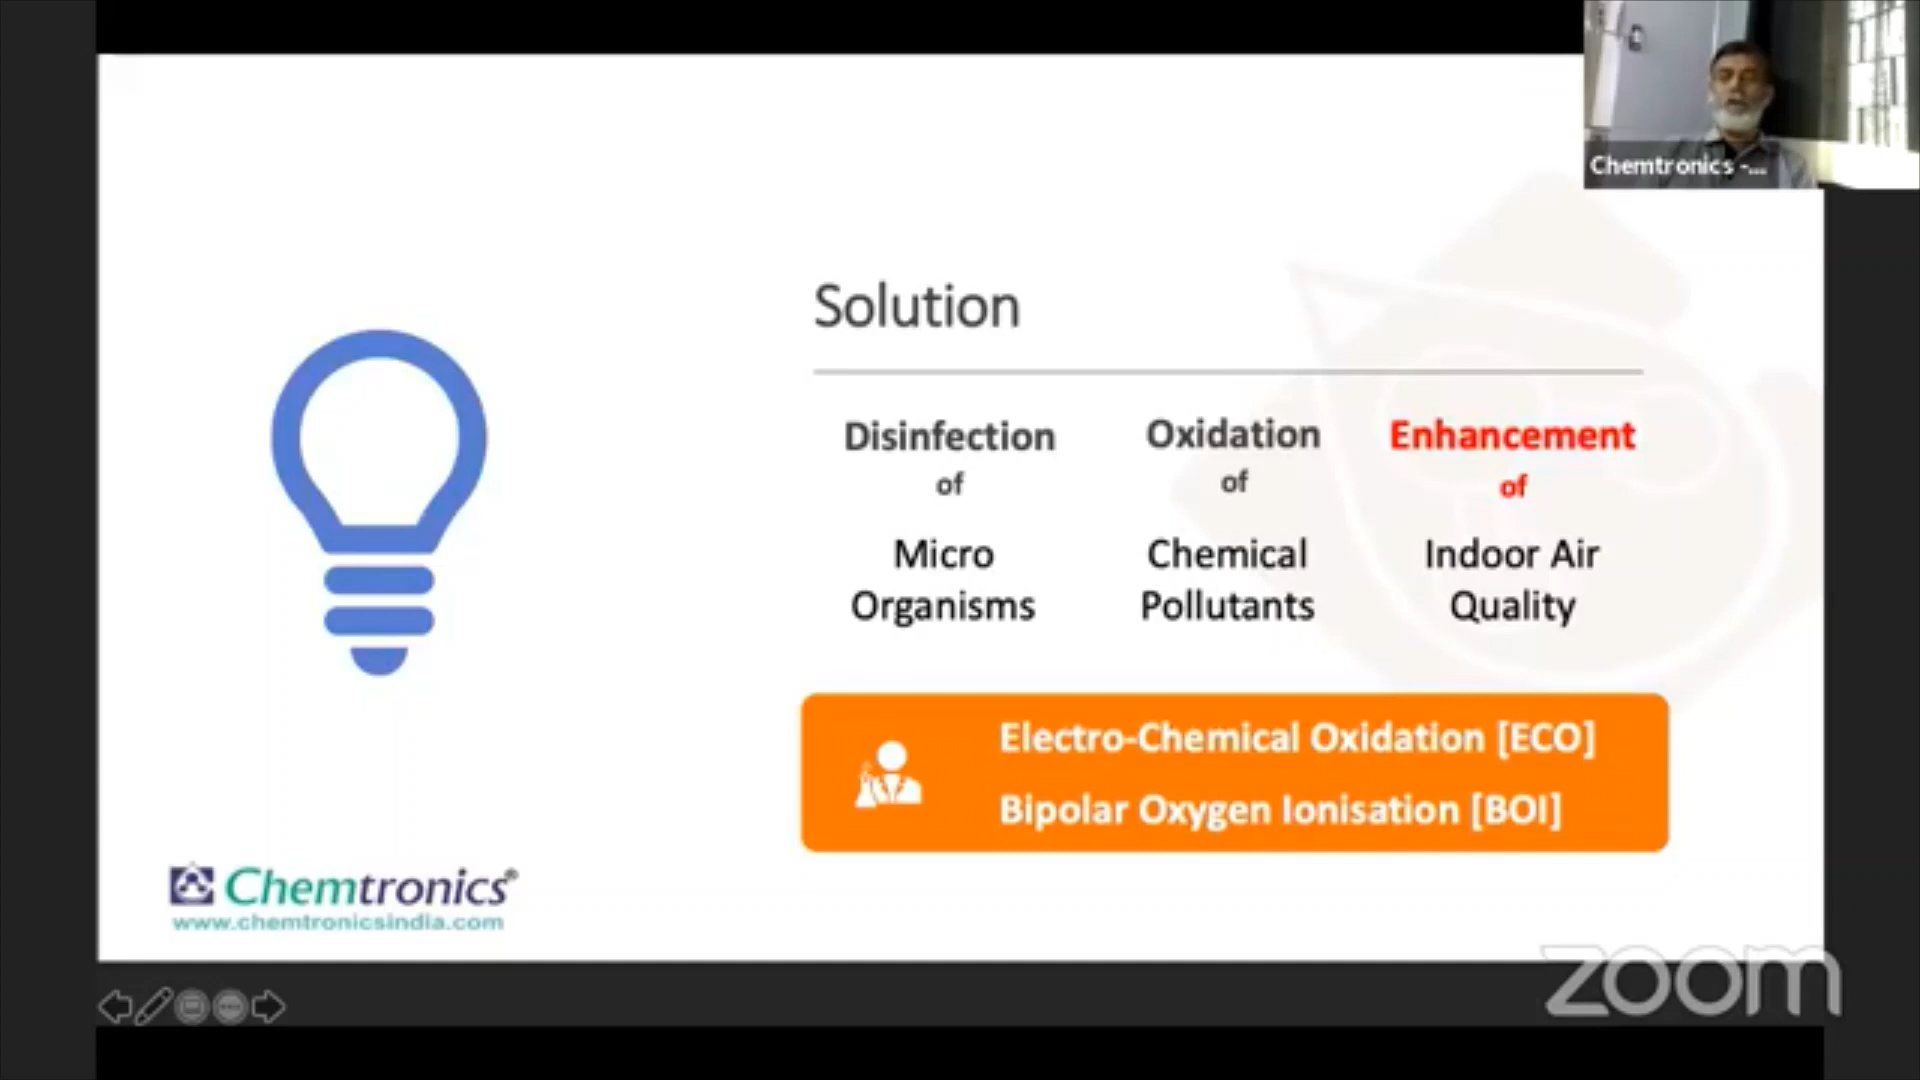 Chemtronics -...
Solution
Disinfection
of
Micro
Organisms
Oxidation
of
Chemical
Pollutants
Enhancement
of
Indoor Air
Quality
Electro-Chemical Oxidation [ECO]
Bipolar Oxygen Ionisation [BOI]
Chemtronics®
www.chemtronicsindia.com
zoom